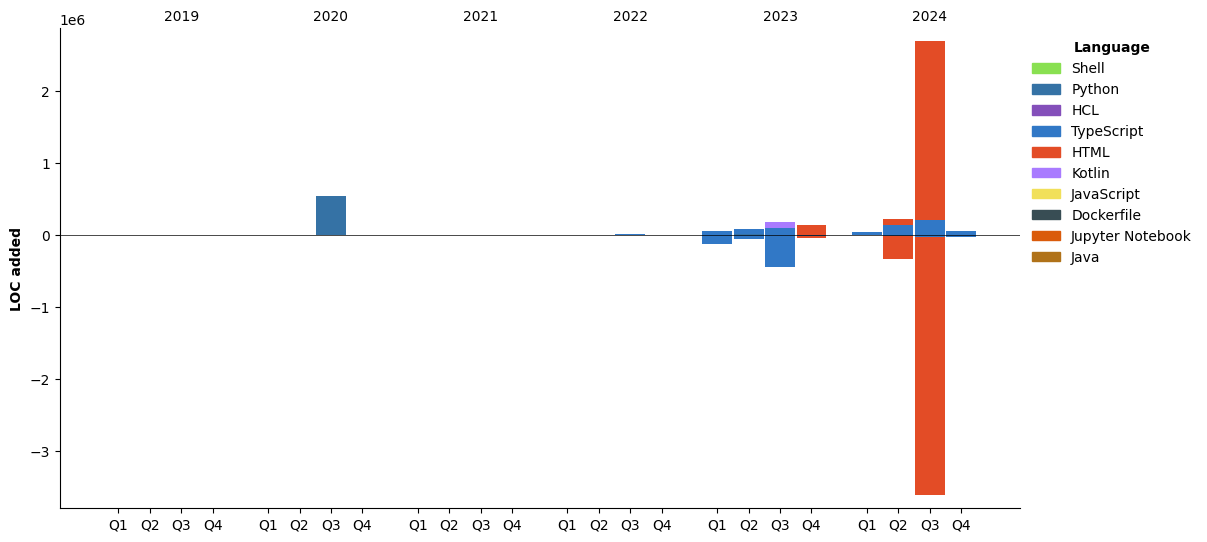 1e6
2019 2020 2021 2022 2023 2024
2
1
0
−1
−2
−3
LOC added
Q1 Q2 Q3 Q4 Q1 Q2 Q3 Q4 Q1 Q2 Q3 Q4 Q1 Q2 Q3 Q4 Q1 Q2 Q3 Q4 Q1 Q2 Q3 Q4
Language
Shell
Python
HCL
TypeScript
HTML
Kotlin
JavaScript
Dockerfile
Jupyter Notebook
Java